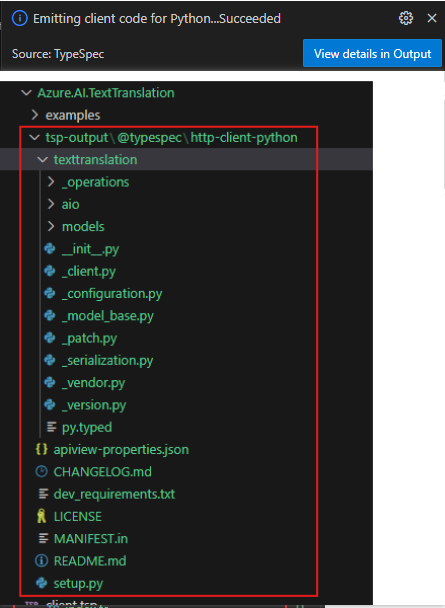 Emitting client code for Python...Succeeded
Source: TypeSpec
View details in Output
Azure.AI.TextTranslation
examples
tsp-output\@typespec\http-client-python
texttranslation
_operations
aio
models
__init__.py
_client.py
_configuration.py
_model_base.py
_patch.py
_serialization.py
_vendor.py
_version.py
py.typed
{} apiview-properties.json
CHANGELOG.md
dev_requirements.txt
LICENSE
MANIFEST.in
README.md
setup.py
client.tsp